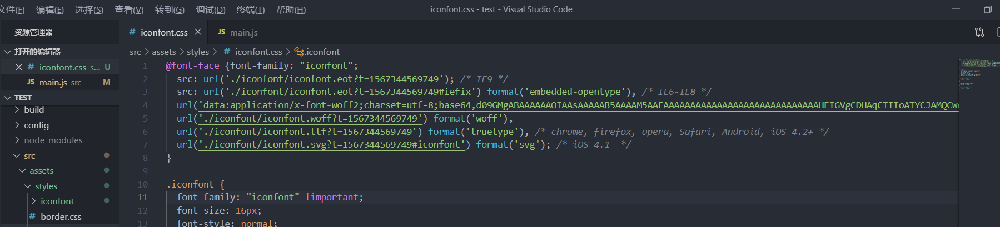 文件(F) 编辑(E) 选择(S) 查看(V) 转到(G) 调试(D) 终端(T) 帮助(H) iconfont.css - test - Visual Studio Code
资源管理器
# iconfont.css
JS main.js
打开的编辑器
# iconfont.css s... U
JS main.js src M
TEST
build
config
node_modules
src
assets
styles
iconfont
# border.css
src > assets > styles > # iconfont.css > .iconfont
1 @font-face {font-family: "iconfont";
2 src: url('./iconfont/iconfont.eot?t=1567344569749'); /* IE9 */
3 src: url('./iconfont/iconfont.eot?t=1567344569749#iefix') format('embedded-opentype'), /* IE6-IE8 */
4 url('data:application/x-font-woff2;charset=utf-8;base64,d09GMgABAAAAAAOIAAsAAAAAB5AAAAM5AAEAAAAAAAAAAAAAAAAAAAAAAAAAAAAAHEIGVgCDHAqCTIIoATYCJAMQCw
5 url('./iconfont/iconfont.woff?t=1567344569749') format('woff'),
6 url('./iconfont/iconfont.ttf?t=1567344569749') format('truetype'), /* chrome, firefox, opera, Safari, Android, iOS 4.2+ */
7 url('./iconfont/iconfont.svg?t=1567344569749#iconfont') format('svg'); /* iOS 4.1- */
8 }
9
10 .iconfont {
11 font-family: "iconfont" !important;
12 font-size: 16px;
13 font-style: normal;